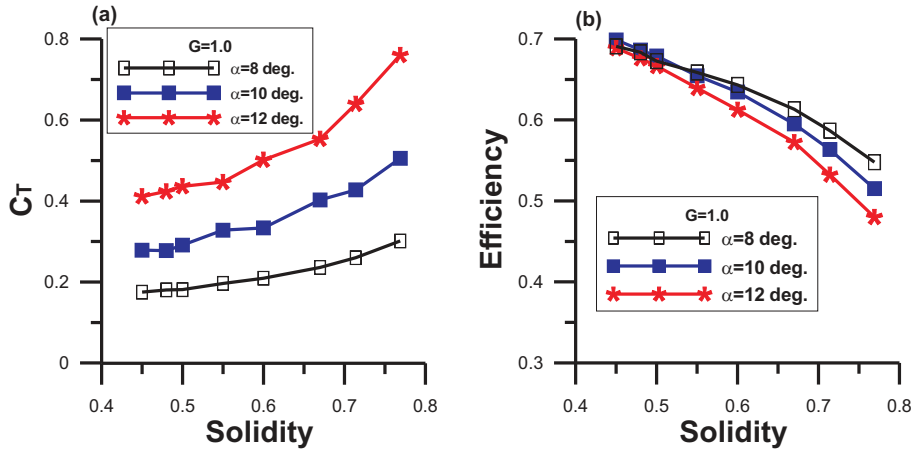 (a)
0.8
G=1.0
α=8 deg.
α=10 deg.
α=12 deg.
0.6
CT
0.4
0.2
0
0.4 0.5 0.6 0.7 0.8
Solidity
(b)
0.7
0.6
Efficiency
0.5
G=1.0
α=8 deg.
α=10 deg.
α=12 deg.
0.4
0.3
0.4 0.5 0.6 0.7 0.8
Solidity